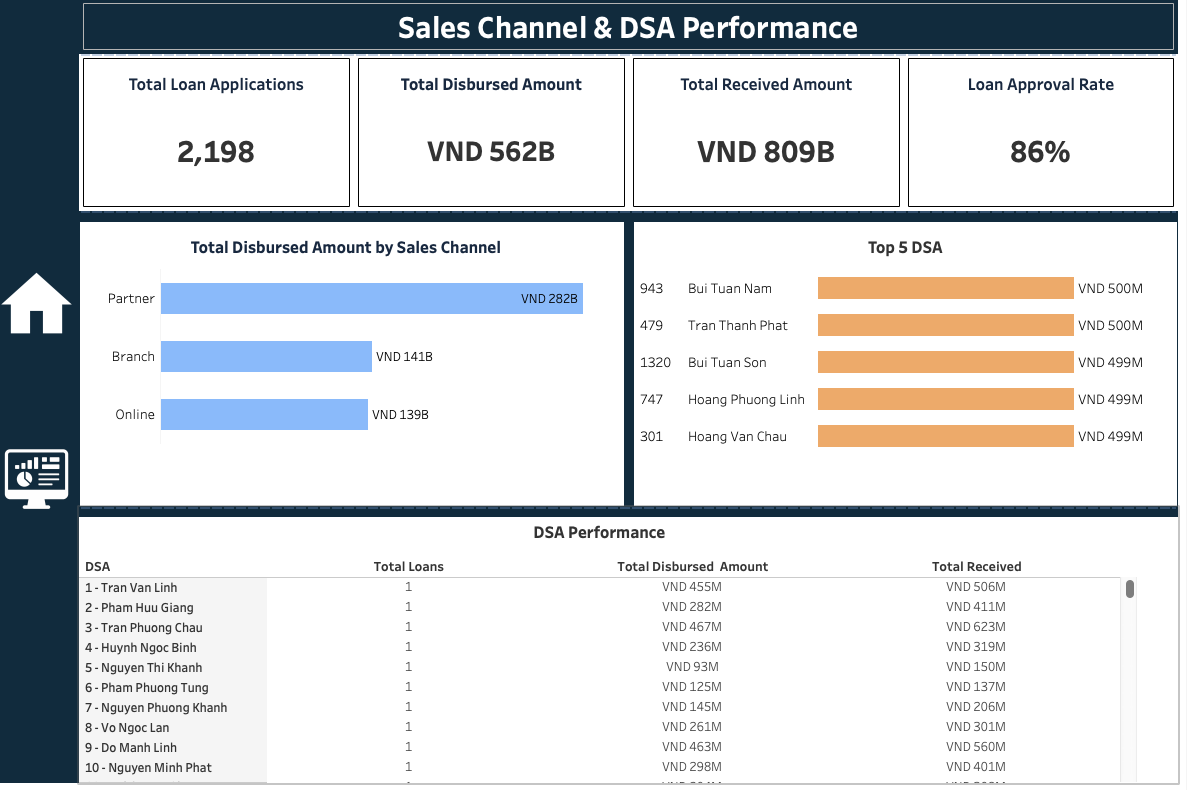 Sales Channel & DSA Performance
Total Loan Applications
2,198
Total Disbursed Amount
VND 562B
Total Received Amount
VND 809B
Loan Approval Rate
86%
Total Disbursed Amount by Sales Channel
Partner VND 282B
Branch VND 141B
Online VND 139B
Top 5 DSA
943 Bui Tuan Nam VND 500M
479 Tran Thanh Phat VND 500M
1320 Bui Tuan Son VND 499M
747 Hoang Phuong Linh VND 499M
301 Hoang Van Chau VND 499M
DSA Performance
DSA Total Loans Total Disbursed Amount Total Received
1 - Tran Van Linh 1 VND 455M VND 506M
2 - Pham Huu Giang 1 VND 282M VND 411M
3 - Tran Phuong Chau 1 VND 467M VND 623M
4 - Huynh Ngoc Binh 1 VND 236M VND 319M
5 - Nguyen Thi Khanh 1 VND 93M VND 150M
6 - Pham Phuong Tung 1 VND 125M VND 137M
7 - Nguyen Phuong Khanh 1 VND 145M VND 206M
8 - Vo Ngoc Lan 1 VND 261M VND 301M
9 - Do Manh Linh 1 VND 463M VND 560M
10 - Nguyen Minh Phat 1 VND 298M VND 401M